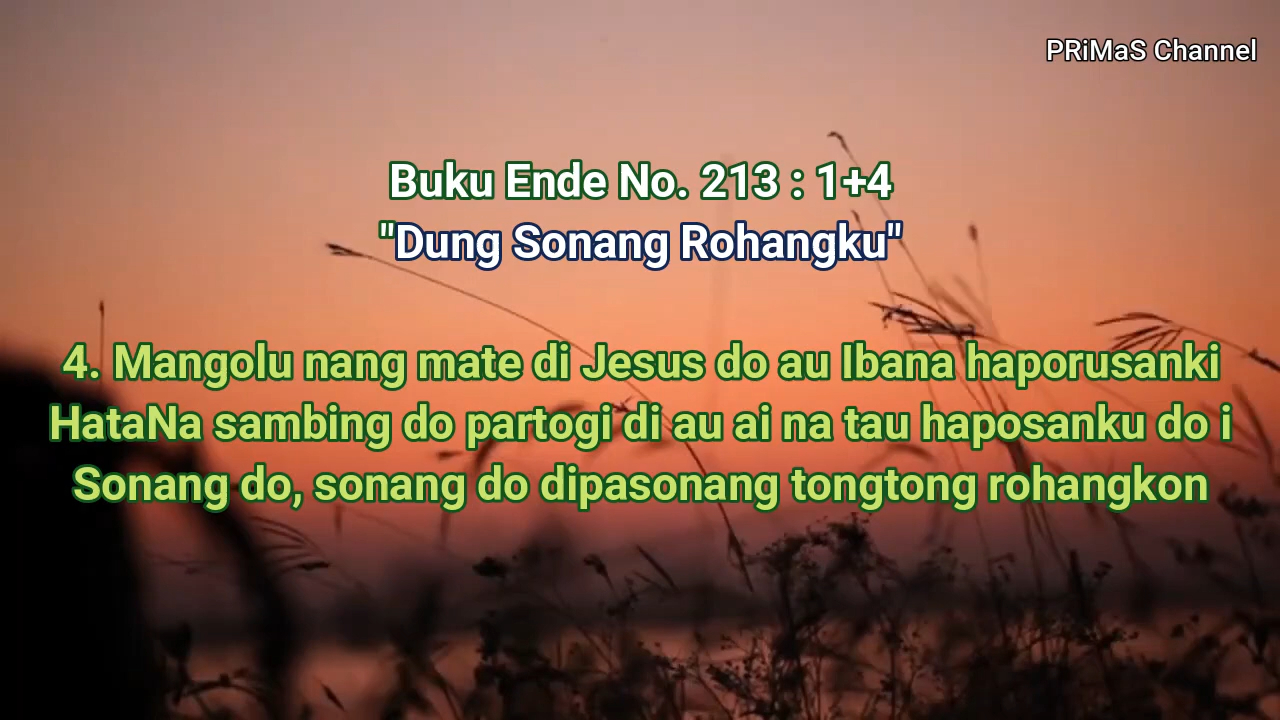 PRiMaS Channel
Buku Ende No. 213 : 1+4
"Dung Sonang Rohangku"
4. Mangolu nang mate di Jesus do au Ibana haporusanki
HataNa sambing do partogi di au ai na tau haposanku do i
Sonang do, sonang do dipasonang tongtong rohangkon